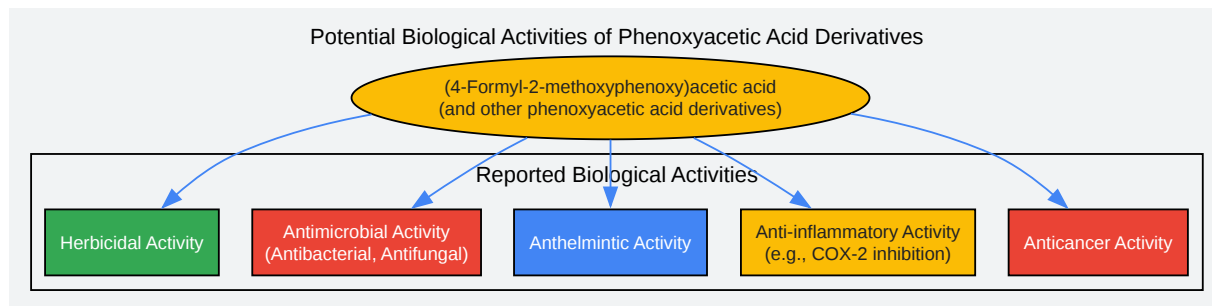 Potential Biological Activities of Phenoxyacetic Acid Derivatives
(4-Formyl-2-methoxyphenoxy)acetic acid
(and other phenoxyacetic acid derivatives)
Reported Biological Activities
Herbicidal Activity
Antimicrobial Activity
(Antibacterial, Antifungal)
Anthelmintic Activity
Anti-inflammatory Activity
(e.g., COX-2 inhibition)
Anticancer Activity